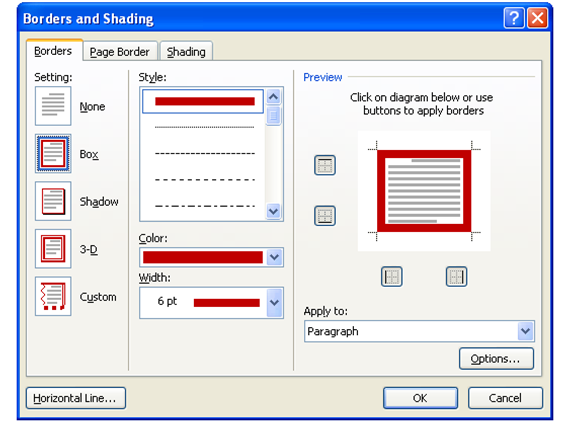 Borders and Shading
Borders
Page Border
Shading
Setting:
None
Box
Shadow
3-D
Custom
Style:
Color:
Width:
6 pt
Preview
Click on diagram below or use
buttons to apply borders
Apply to:
Paragraph
Options...
Horizontal Line...
OK
Cancel